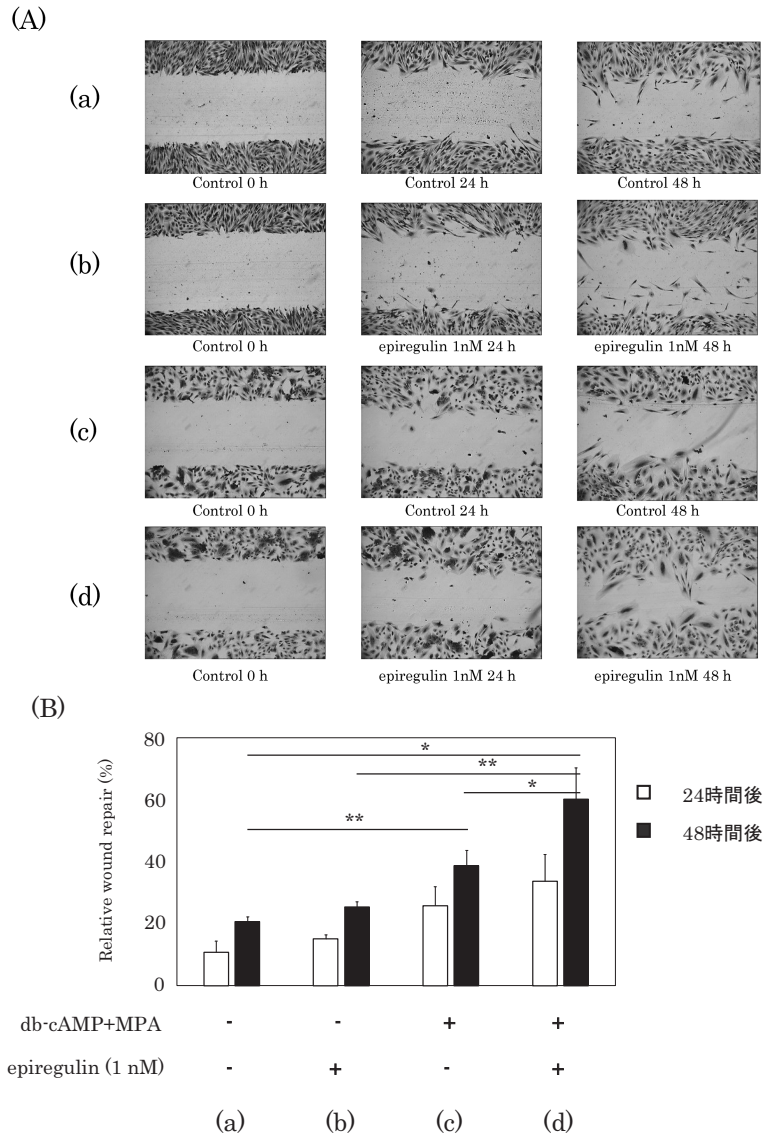 (A)
(a)
Control 0 h Control 24 h Control 48 h
(b)
Control 0 h epiregulin 1nM 24 h epiregulin 1nM 48 h
(c)
Control 0 h Control 24 h Control 48 h
(d)
Control 0 h epiregulin 1nM 24 h epiregulin 1nM 48 h
(B)
Relative wound repair (%)
80
60
40
20
0
*
**
*
**
24時間後
48時間後
db-cAMP+MPA - - + +
epiregulin (1 nM) - + - +
(a) (b) (c) (d)